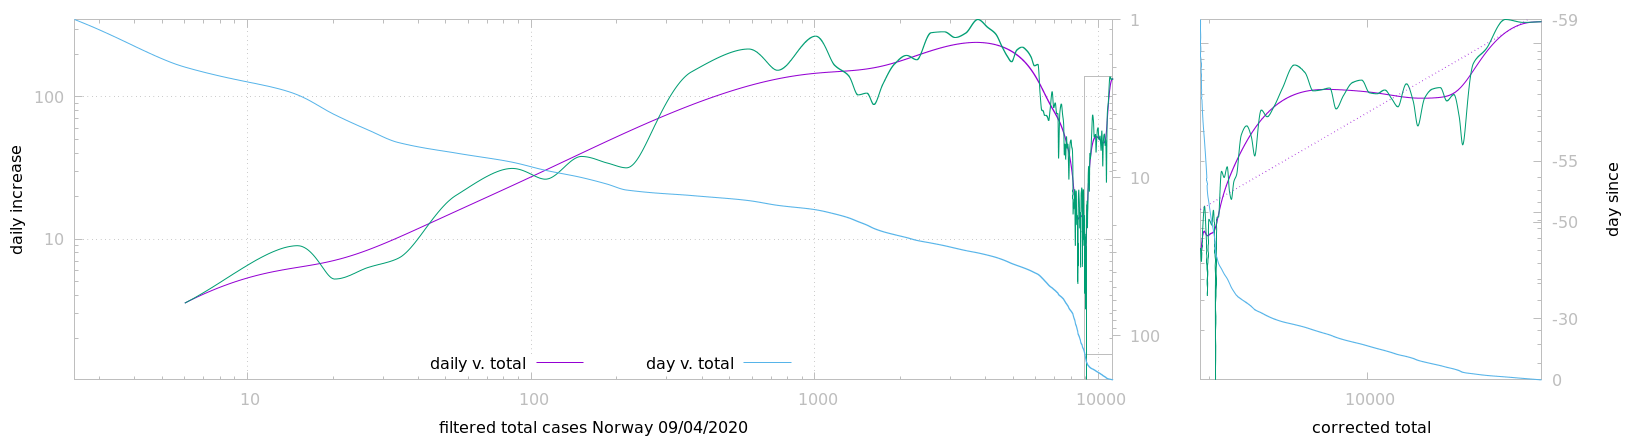 daily increase
100
10
10
100
1000
10000
1
10
100
daily v. total
day v. total
filtered total cases Norway 09/04/2020
-59
-55
-50
-30
0
10000
day since
corrected total